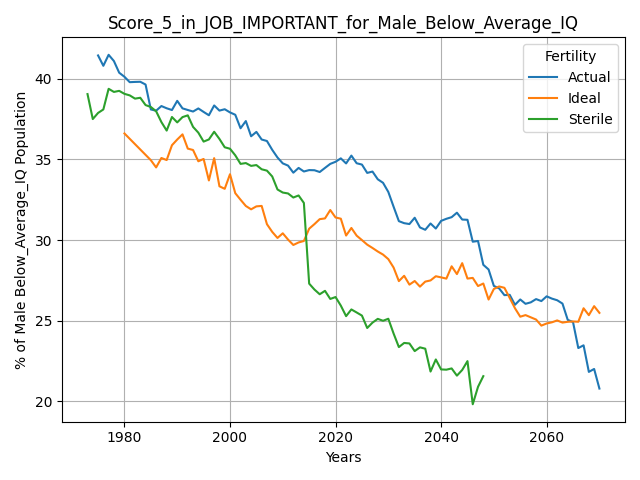 Score_5_in_JOB_IMPORTANT_for_Male_Below_Average_IQ
% of Male Below_Average_IQ Population
40
35
30
25
20
Fertility
Actual
Ideal
Sterile
1980 2000 2020 2040 2060
Years